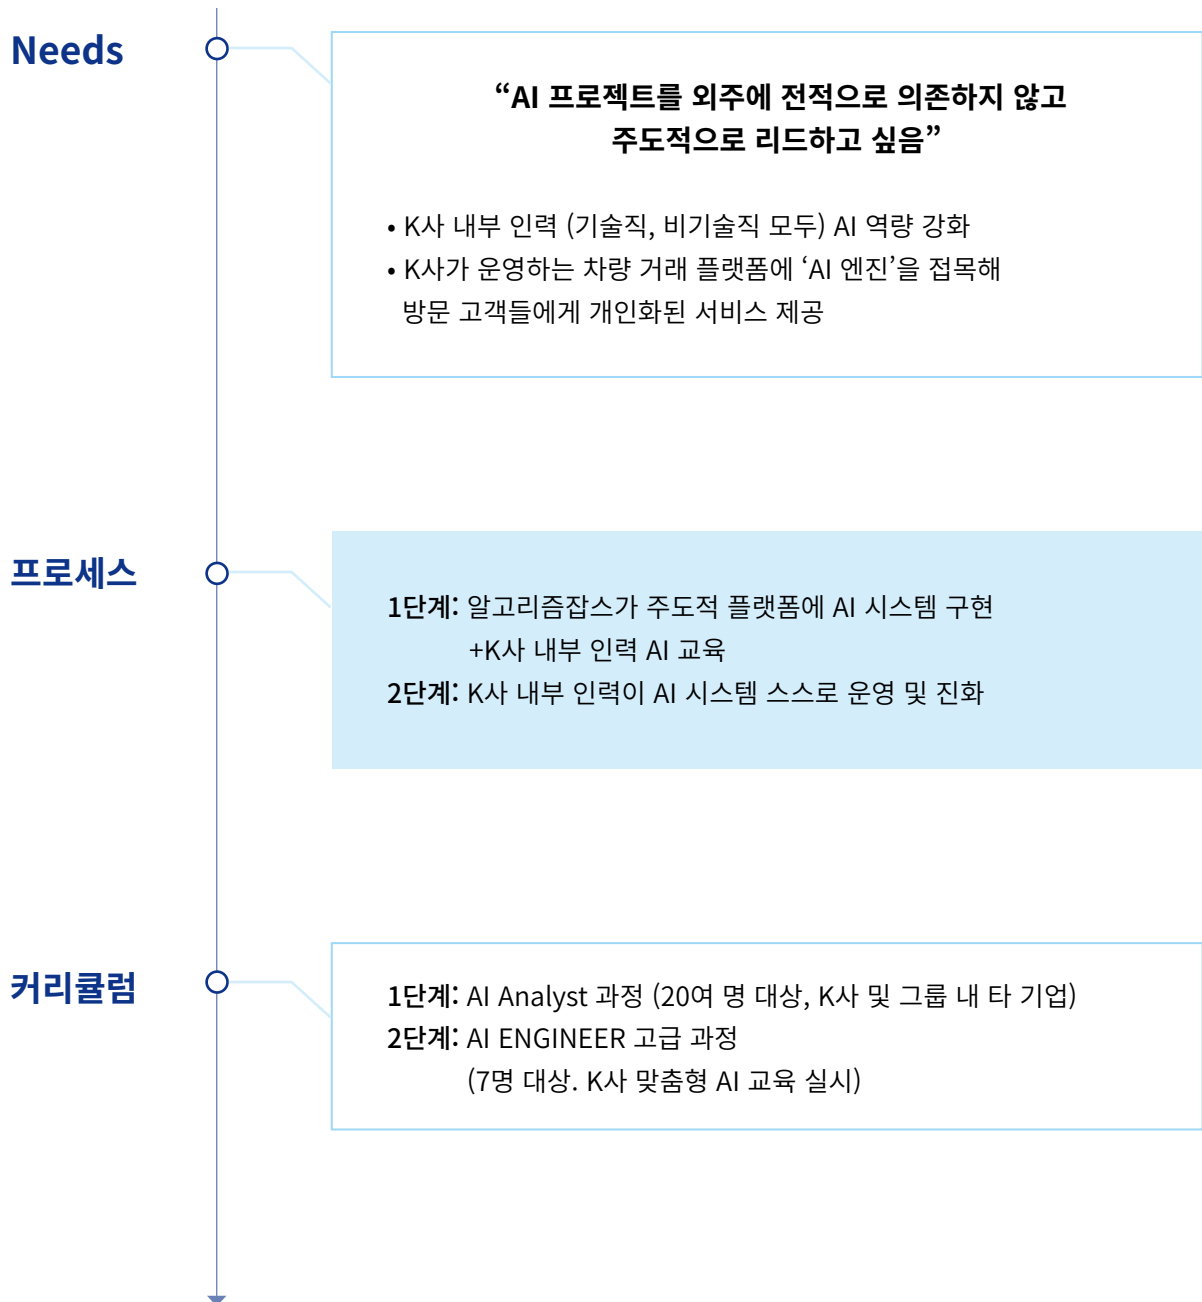 Needs
“AI 프로젝트를 외주에 전적으로 의존하지 않고
주도적으로 리드하고 싶음”
• K사 내부 인력 (기술직, 비기술직 모두) AI 역량 강화
• K사가 운영하는 차량 거래 플랫폼에 ‘AI 엔진’을 접목해
방문 고객들에게 개인화된 서비스 제공
프로세스
1단계: 알고리즘잡스가 주도적 플랫폼에 AI 시스템 구현
+K사 내부 인력 AI 교육
2단계: K사 내부 인력이 AI 시스템 스스로 운영 및 진화
커리큘럼
1단계: AI Analyst 과정 (20여 명 대상, K사 및 그룹 내 타 기업)
2단계: AI ENGINEER 고급 과정
(7명 대상. K사 맞춤형 AI 교육 실시)